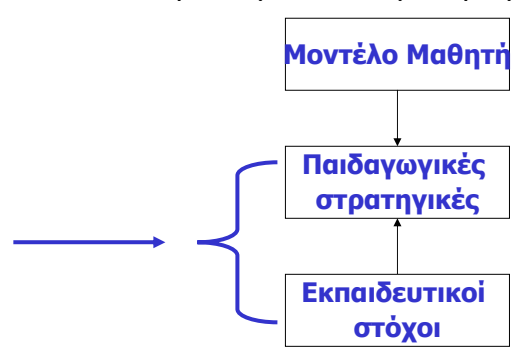 Μοντέλο Μαθητή
Παιδαγωγικές
στρατηγικές
Εκπαιδευτικοί
στόχοι